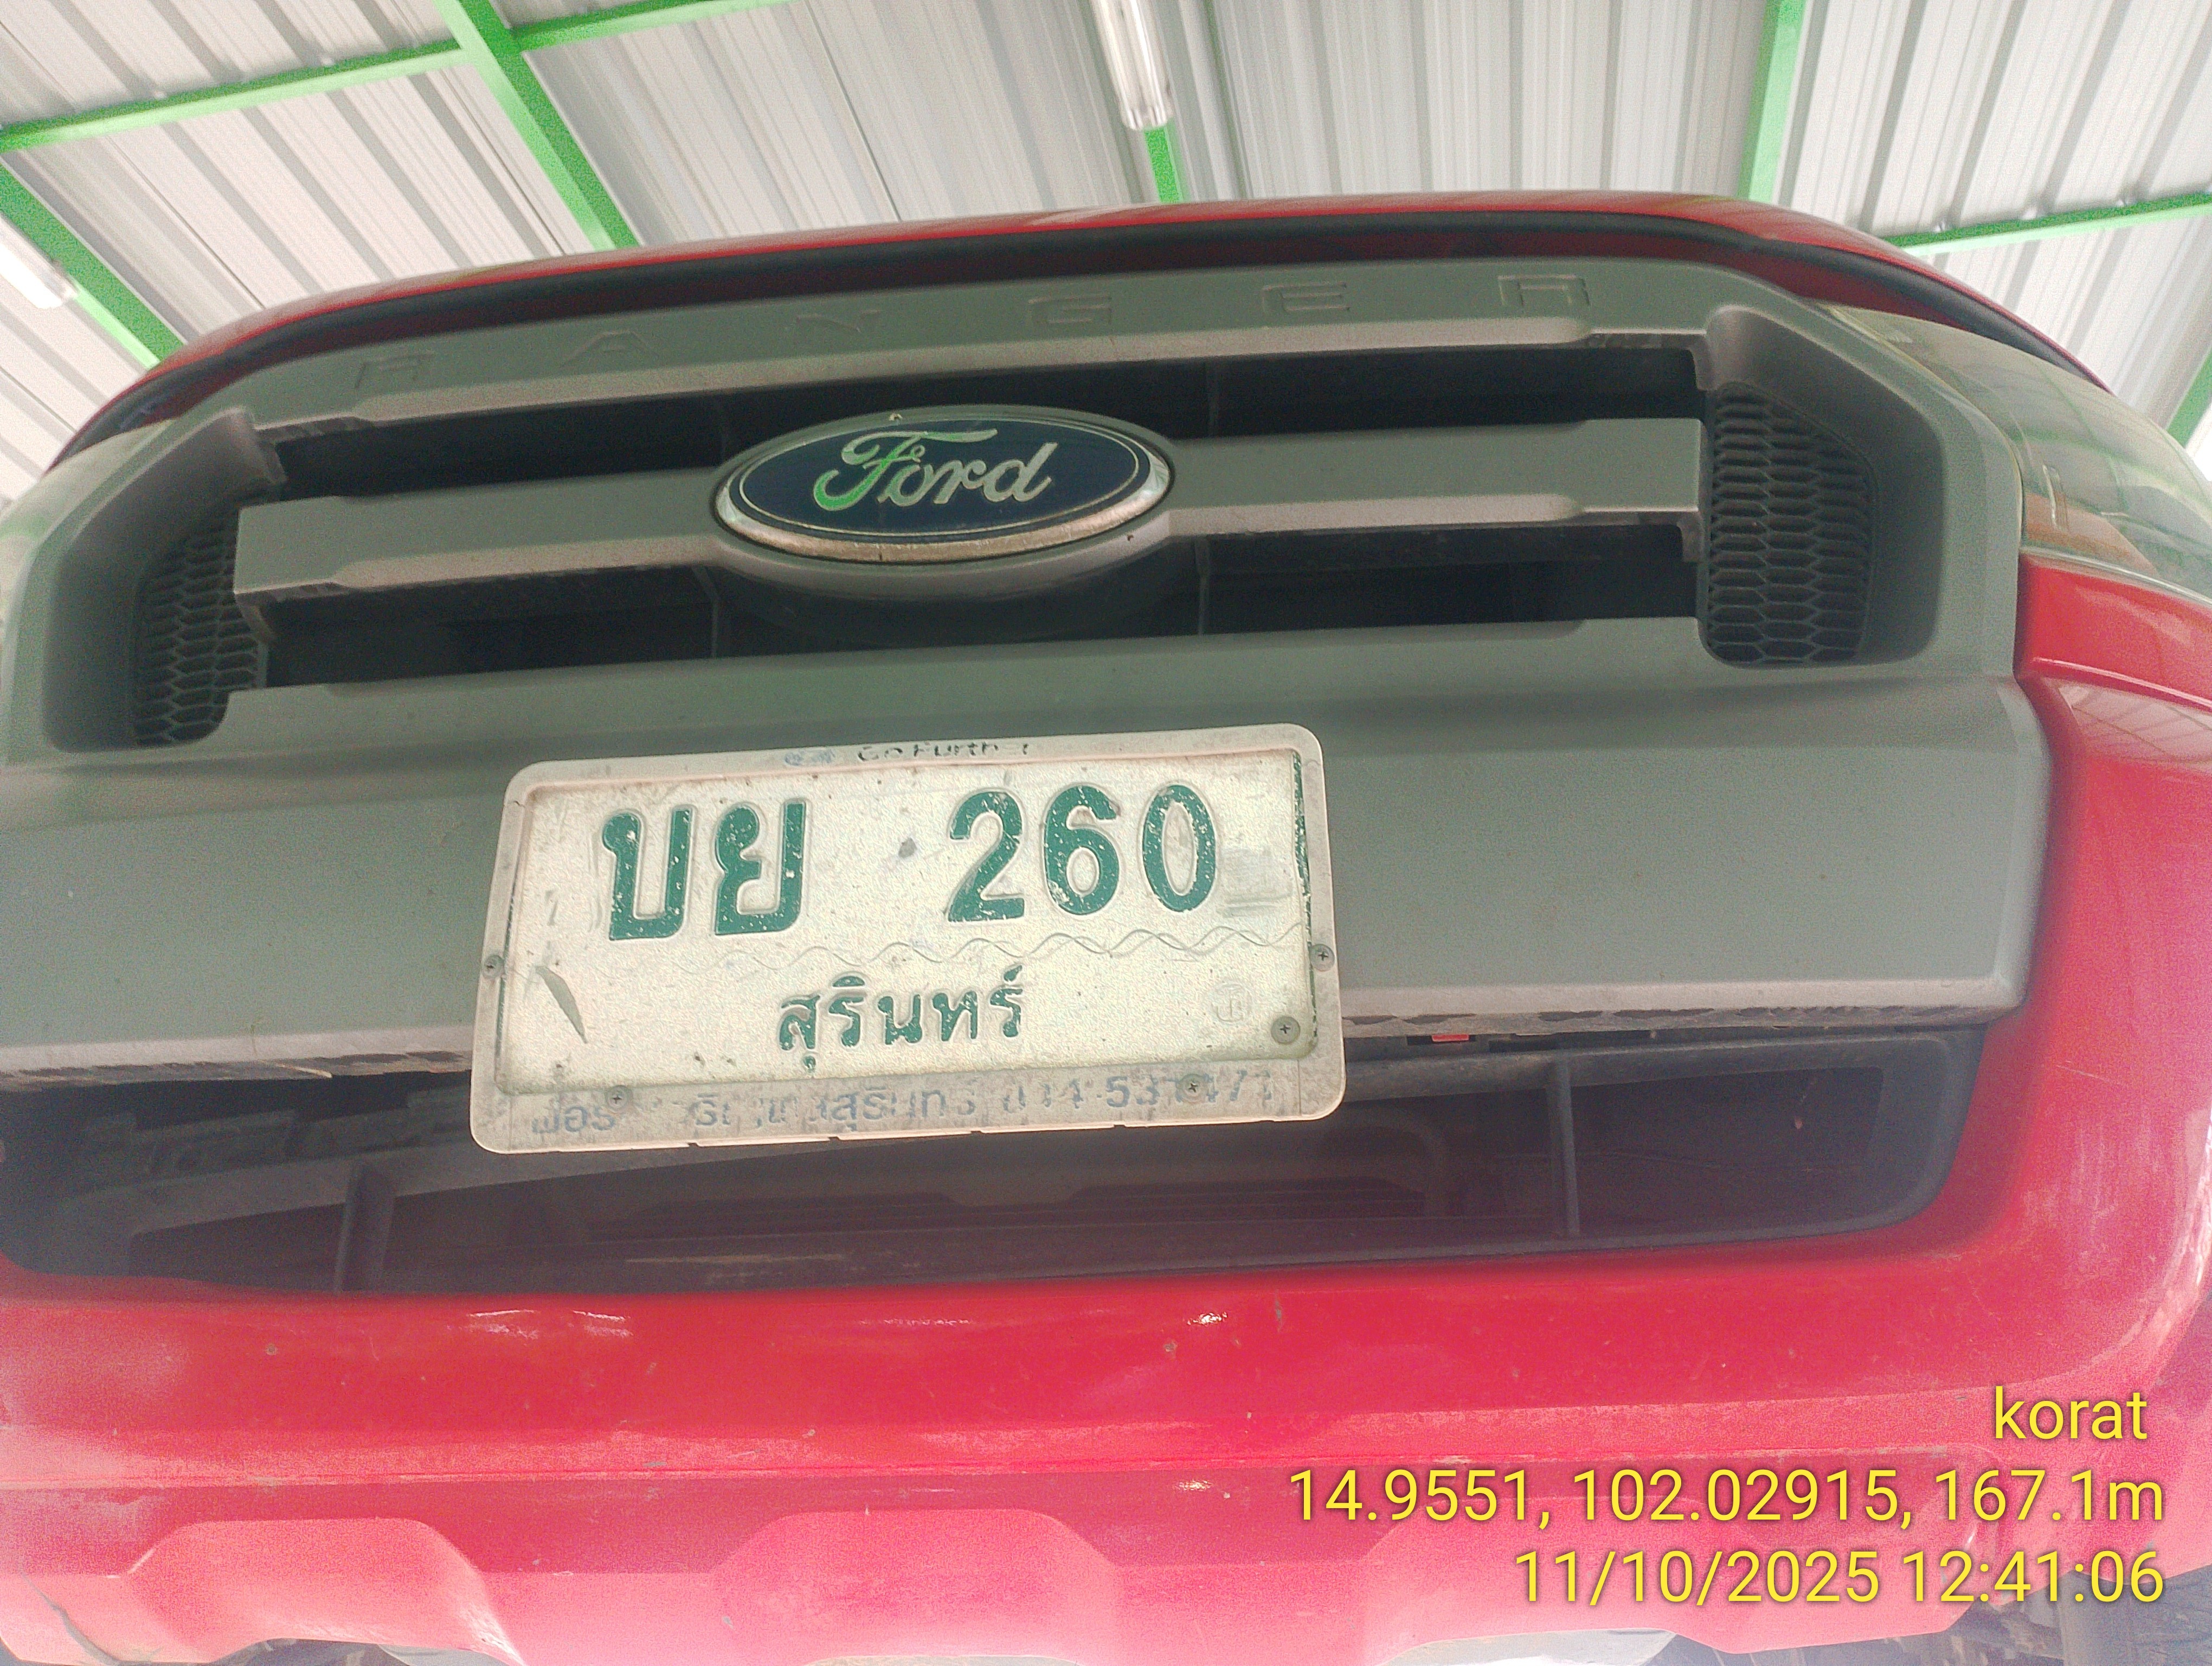 RANGER
Ford
บย 260
สุรินทร์
korat
14.9551, 102.02915, 167.1m
11/10/2025 12:41:06